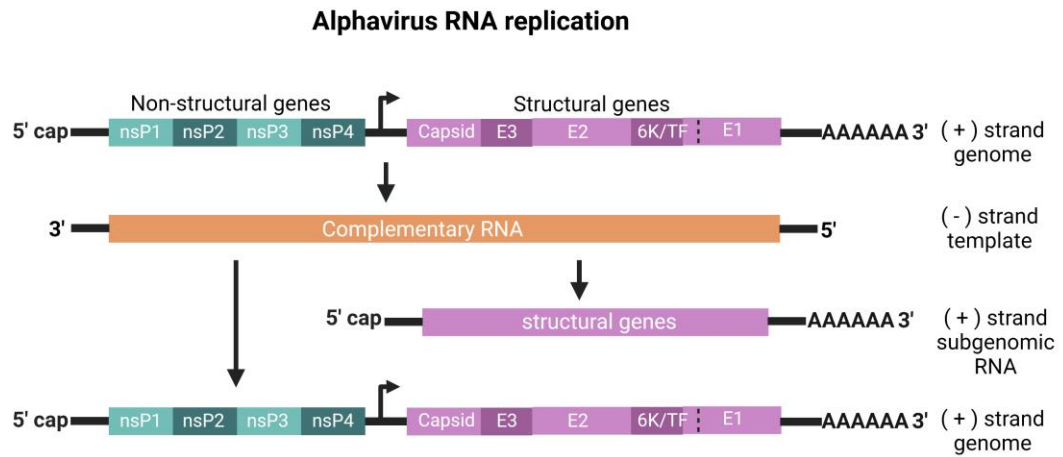 Alphavirus RNA replication
Non-structural genes
Structural genes
5' cap nsP1 nsP2 nsP3 nsP4 Capsid E3 E2 6K/TF E1 AAAAAA 3' ( + ) strand
genome
3' Complementary RNA 5' ( - ) strand
template
5' cap structural genes AAAAAA 3' ( + ) strand
subgenomic
RNA
5' cap nsP1 nsP2 nsP3 nsP4 Capsid E3 E2 6K/TF E1 AAAAAA 3' ( + ) strand
genome